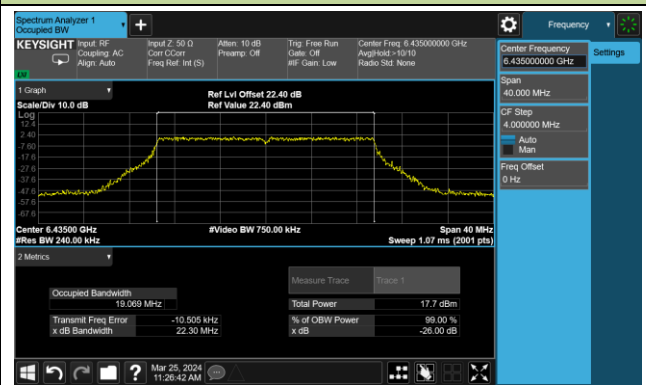 Spectrum Analyzer 1
Occupied BW
+
Frequency
KEYSIGHT
Input: RF
Coupling: AC
Align: Auto
Input Z: 50 Ω
Corr CCorr
Freq Ref: Int (S)
Atten: 10 dB
Preamp: Off
Trig: Free Run
Gate: Off
#IF Gain: Low
Center Freq: 6.435000000 GHz
Avg|Hold:>10/10
Radio Std: None
Center Frequency
6.435000000 GHz
Settings
Span
40.000 MHz
CF Step
4.000000 MHz
Auto
Man
Freq Offset
0 Hz
1 Graph
Scale/Div 10.0 dB
Ref Lvl Offset 22.40 dB
Ref Value 22.40 dBm
Log
12.4
2.40
-7.60
-17.6
-27.6
-37.6
-47.6
-57.6
-67.6
Center 6.43500 GHz
#Res BW 240.00 kHz
#Video BW 750.00 kHz
Span 40 MHz
Sweep 1.07 ms (2001 pts)
2 Metrics
Measure Trace
Trace 1
Occupied Bandwidth
19.069 MHz
Total Power
17.7 dBm
Transmit Freq Error
-10.505 kHz
% of OBW Power
99.00 %
x dB Bandwidth
22.30 MHz
x dB
-26.00 dB
?
Mar 25, 2024
11:26:42 AM